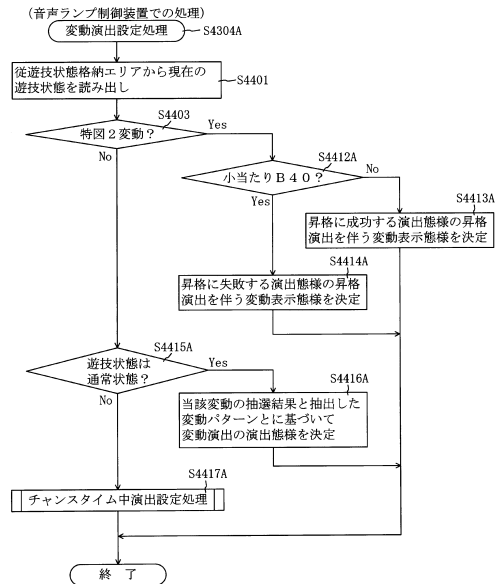 (音声ランプ制御装置での処理)
変動演出設定処理
S4304A
従遊技状態格納エリアから現在の
遊技状態を読み出し
S4401
特図2変動?
S4403
Yes
No
小当たりB40?
S4412A
No
Yes
S4413A
昇格に成功する演出態様の昇格
演出を伴う変動表示態様を決定
S4414A
昇格に失敗する演出態様の昇格
演出を伴う変動表示態様を決定
S4415A
遊技状態は
通常状態?
Yes
No
S4416A
当該変動の抽選結果と抽出した
変動パターンとに基づいて
変動演出の演出態様を決定
S4417A
チャンスタイム中演出設定処理
終 了